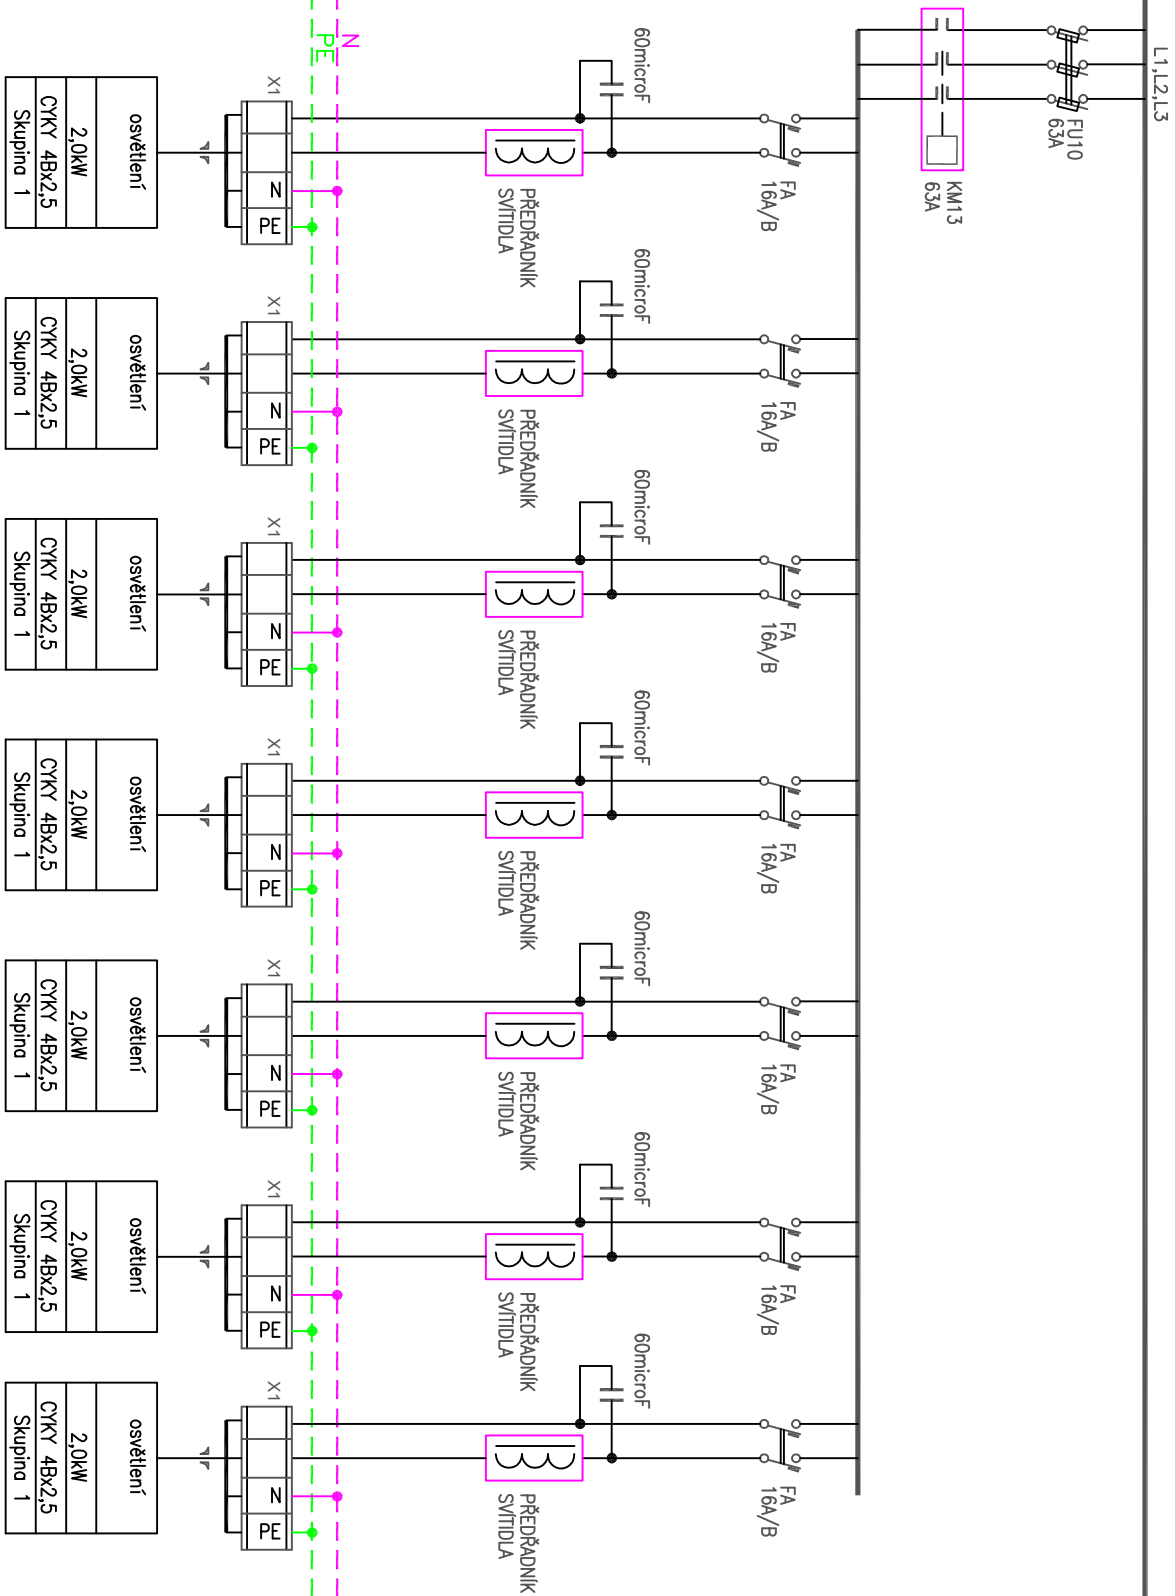 L1,L2,L3
FU10
63A
KM13
63A
FA
16A/B
60microF
PŘEDŘADNÍK
SVÍTIDLA
N
PE
X1
N
PE
osvětlení
2,0kW
CYKY 4Bx2,5
Skupina 1
FA
16A/B
60microF
PŘEDŘADNÍK
SVÍTIDLA
X1
N
PE
osvětlení
2,0kW
CYKY 4Bx2,5
Skupina 1
FA
16A/B
60microF
PŘEDŘADNÍK
SVÍTIDLA
X1
N
PE
osvětlení
2,0kW
CYKY 4Bx2,5
Skupina 1
FA
16A/B
60microF
PŘEDŘADNÍK
SVÍTIDLA
X1
N
PE
osvětlení
2,0kW
CYKY 4Bx2,5
Skupina 1
FA
16A/B
60microF
PŘEDŘADNÍK
SVÍTIDLA
X1
N
PE
osvětlení
2,0kW
CYKY 4Bx2,5
Skupina 1
FA
16A/B
60microF
PŘEDŘADNÍK
SVÍTIDLA
X1
N
PE
osvětlení
2,0kW
CYKY 4Bx2,5
Skupina 1
FA
16A/B
60microF
PŘEDŘADNÍK
SVÍTIDLA
X1
N
PE
osvětlení
2,0kW
CYKY 4Bx2,5
Skupina 1